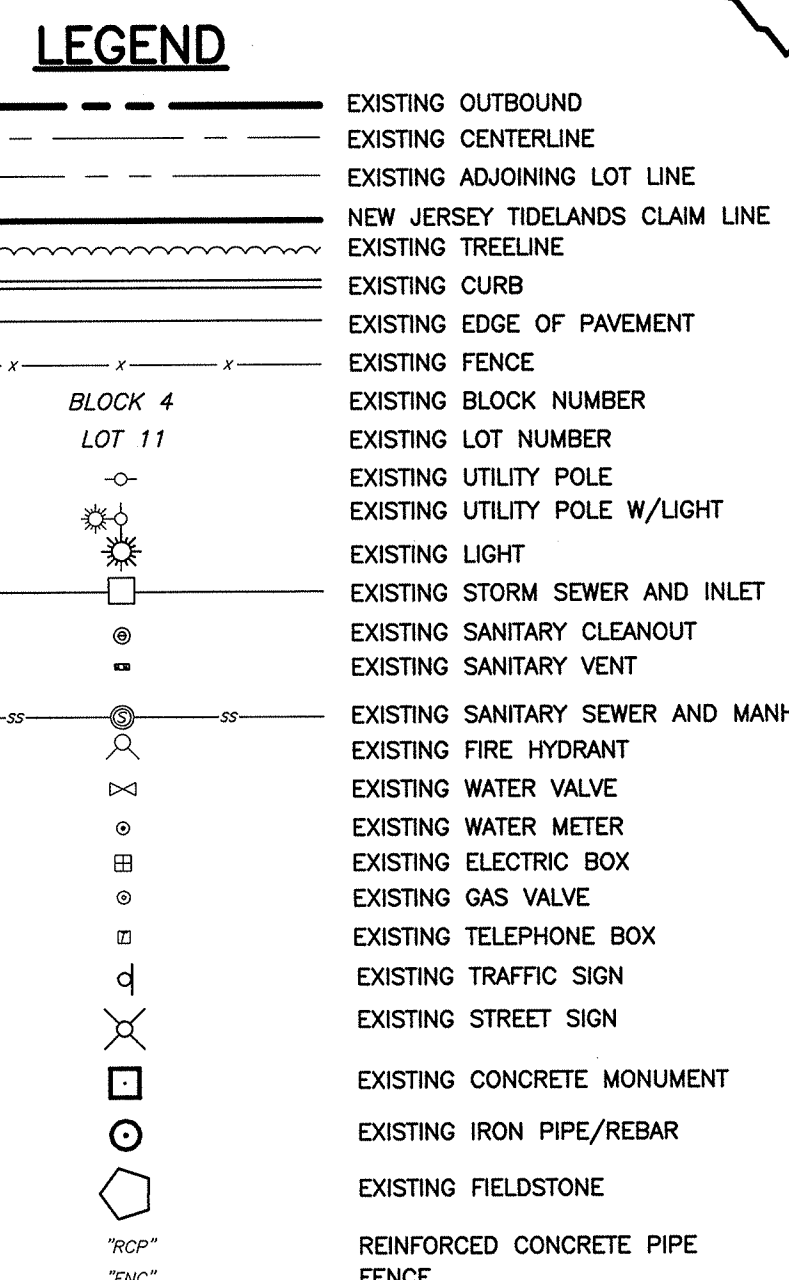 LEGEND
EXISTING OUTBOUND
EXISTING CENTERLINE
EXISTING ADJOINING LOT LINE
NEW JERSEY TIDELANDS CLAIM LINE
EXISTING TREELINE
EXISTING CURB
EXISTING EDGE OF PAVEMENT
X X X EXISTING FENCE
BLOCK 4 EXISTING BLOCK NUMBER
LOT 11 EXISTING LOT NUMBER
EXISTING UTILITY POLE
EXISTING UTILITY POLE W/LIGHT
EXISTING LIGHT
EXISTING STORM SEWER AND INLET
EXISTING SANITARY CLEANOUT
EXISTING SANITARY VENT
SS S SS EXISTING SANITARY SEWER AND MANH
EXISTING FIRE HYDRANT
EXISTING WATER VALVE
EXISTING WATER METER
EXISTING ELECTRIC BOX
EXISTING GAS VALVE
T EXISTING TELEPHONE BOX
EXISTING TRAFFIC SIGN
EXISTING STREET SIGN
EXISTING CONCRETE MONUMENT
EXISTING IRON PIPE/REBAR
EXISTING FIELDSTONE
"RCP" REINFORCED CONCRETE PIPE
"FNC" FENCE